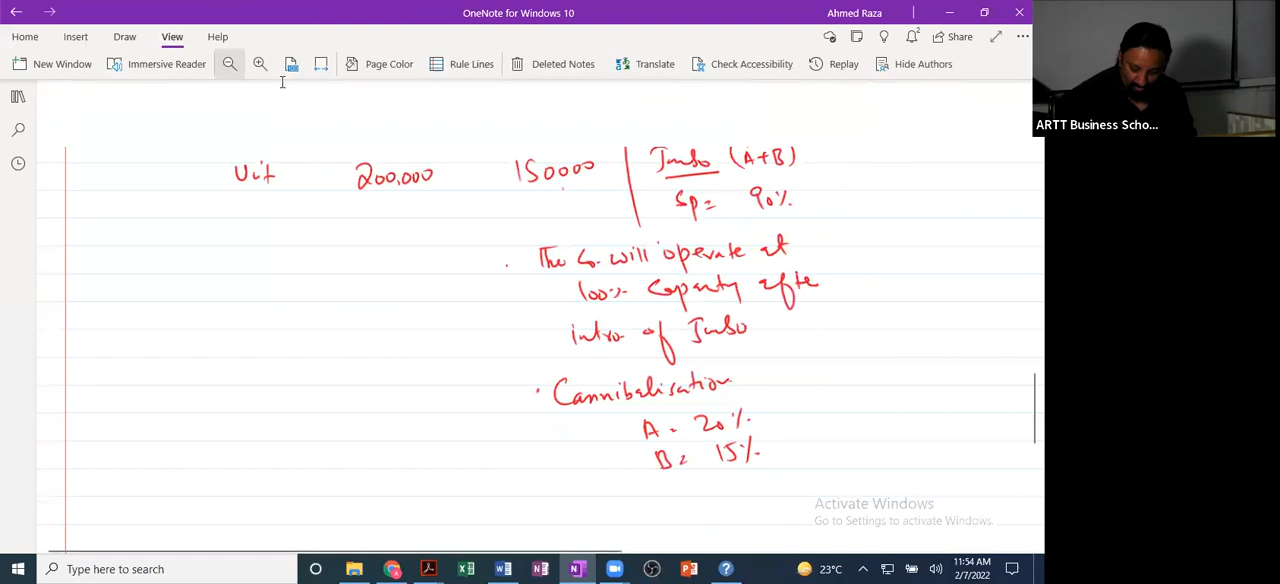 OneNote for Windows 10
Ahmed Raza
Home Insert Draw View Help
Share
New Window Immersive Reader Page Color Rule Lines Deleted Notes Translate Check Accessibility Replay Hide Authors
ARTT Business Scho...
Unit 200,000 150000
Jumbo (A+B)
Sp= 90%
. The Co. will operate at
100% Capacity after
intro of Jumbo
. Cannibalisation
A = 20%
B = 15%
Activate Windows
Go to Settings to activate Windows.
Type here to search
23°C
11:54 AM
2/7/2022